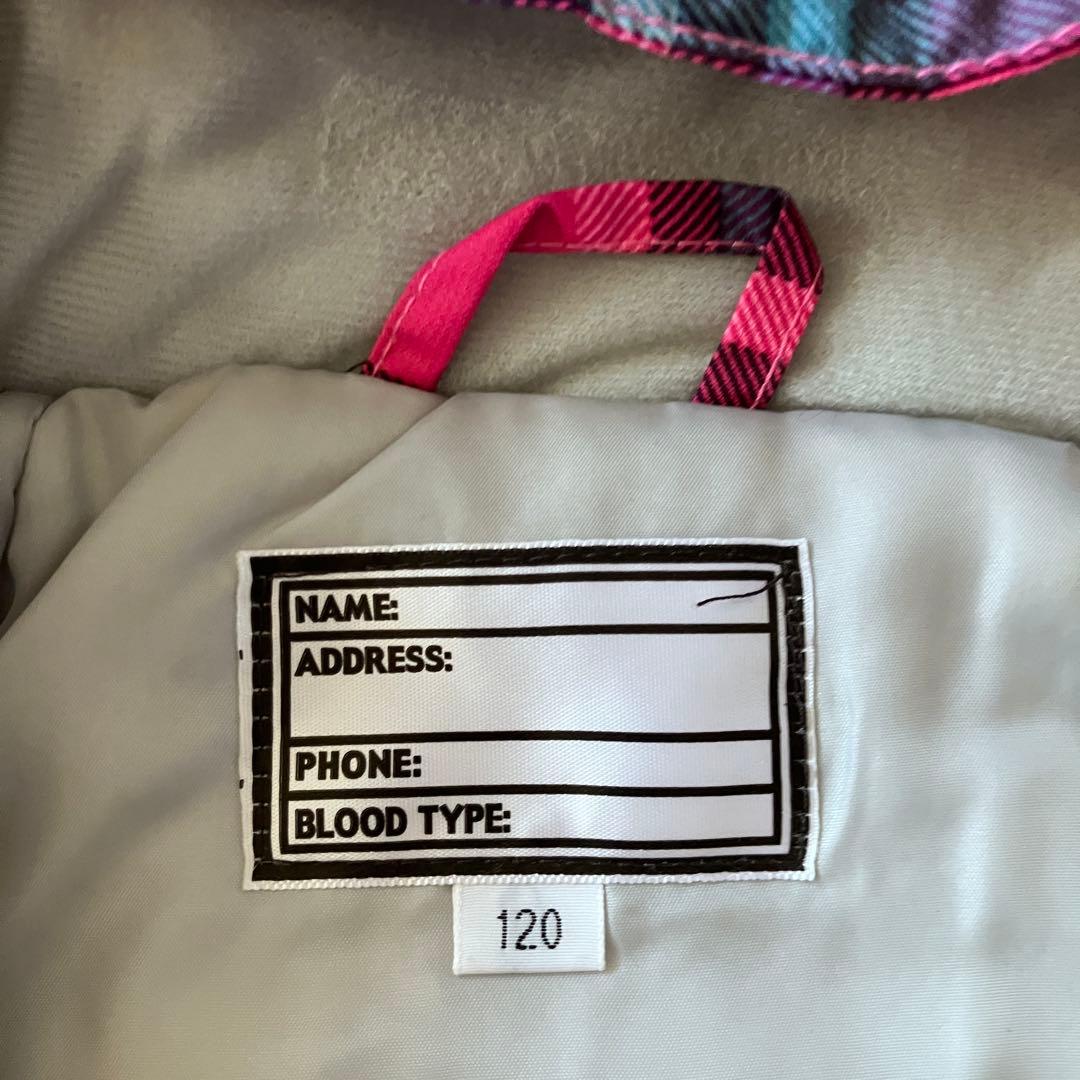 NAME:
ADDRESS:
PHONE:
BLOOD TYPE:
120